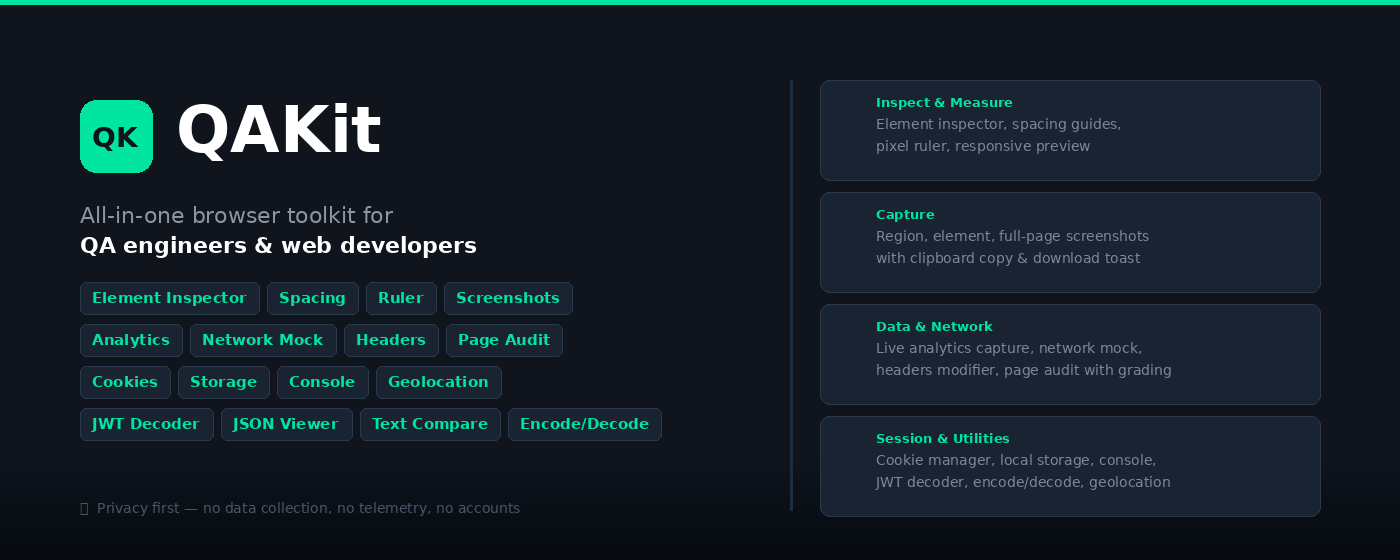 QK
QAKit
All-in-one browser toolkit for
QA engineers & web developers
Element Inspector
Spacing
Ruler
Screenshots
Analytics
Network Mock
Headers
Page Audit
Cookies
Storage
Console
Geolocation
JWT Decoder
JSON Viewer
Text Compare
Encode/Decode
Privacy first — no data collection, no telemetry, no accounts
Inspect & Measure
Element inspector, spacing guides,
pixel ruler, responsive preview
Capture
Region, element, full-page screenshots
with clipboard copy & download toast
Data & Network
Live analytics capture, network mock,
headers modifier, page audit with grading
Session & Utilities
Cookie manager, local storage, console,
JWT decoder, encode/decode, geolocation